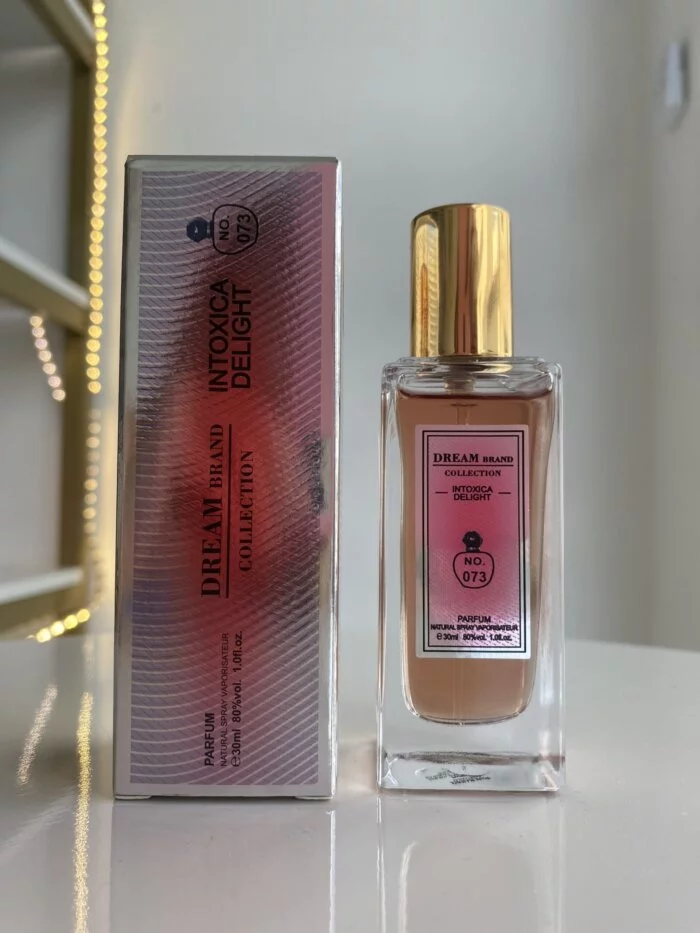 NO.
073
INTOXICA
DELIGHT
DREAM BRAND
COLLECTION
PARFUM
NATURAL SPRAY VAPORISATEUR
℮30ml 80%vol. 1.0fl.oz.
DREAM BRAND
COLLECTION
INTOXICA
DELIGHT
NO.
073
PARFUM
NATURAL SPRAY VAPORISATEUR
℮30ml 80%vol. 1.0fl.oz.